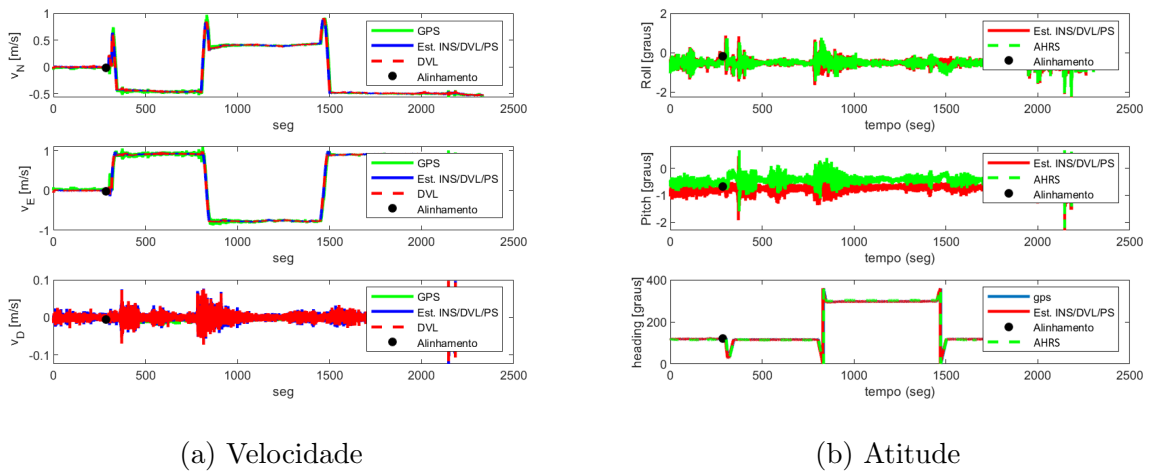 v_N [m/s]
1
0.5
0
-0.5
0 500 1000 1500 2000 2500
seg
GPS
Est. INS/DVL/PS
DVL
Alinhamento
v_E [m/s]
1
0
-1
0 500 1000 1500 2000 2500
seg
GPS
Est. INS/DVL/PS
DVL
Alinhamento
v_D [m/s]
0.1
0
-0.1
0 500 1000 1500 2000 2500
seg
GPS
Est. INS/DVL/PS
DVL
Alinhamento
(a) Velocidade
Roll [graus]
2
0
-2
0 500 1000 1500 2000 2500
tempo (seg)
Est. INS/DVL/PS
AHRS
Alinhamento
Pitch [graus]
0
-1
-2
0 500 1000 1500 2000 2500
tempo (seg)
Est. INS/DVL/PS
AHRS
Alinhamento
heading [graus]
400
200
0
0 500 1000 1500 2000 2500
tempo (seg)
gps
Est. INS/DVL/PS
Alinhamento
AHRS
(b) Atitude